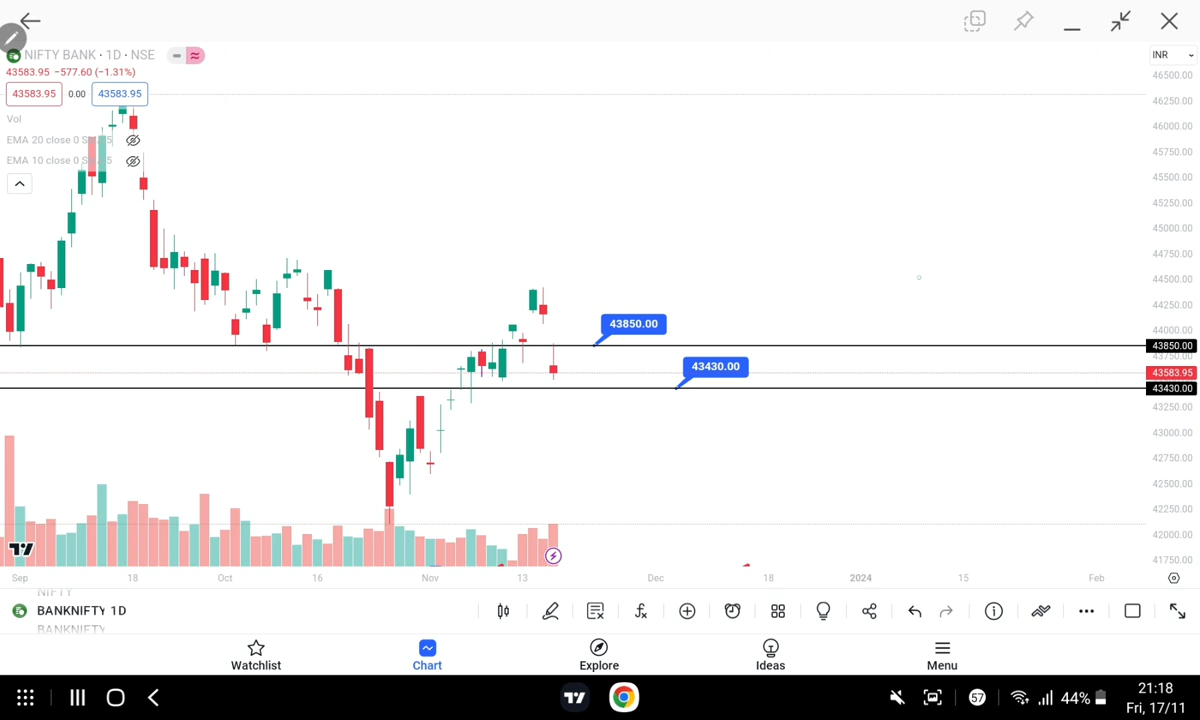 NIFTY BANK · 1D · NSE
43583.95 −577.60 (−1.31%)
43583.95 0.00 43583.95
Vol
EMA 20 close 0
EMA 10 close 0
INR
46500.00
46250.00
46000.00
45750.00
45500.00
45250.00
45000.00
44750.00
44500.00
44250.00
44000.00
43850.00
43750.00
43583.95
43430.00
43250.00
43000.00
42750.00
42500.00
42250.00
42000.00
41750.00
43850.00
43430.00
Sep 18 Oct 16 Nov 13 Dec 18 2024 15 Feb
NIFTY
BANKNIFTY 1D
BANKNIFTY
Watchlist Chart Explore Ideas Menu
57 44% 21:18
Fri, 17/11